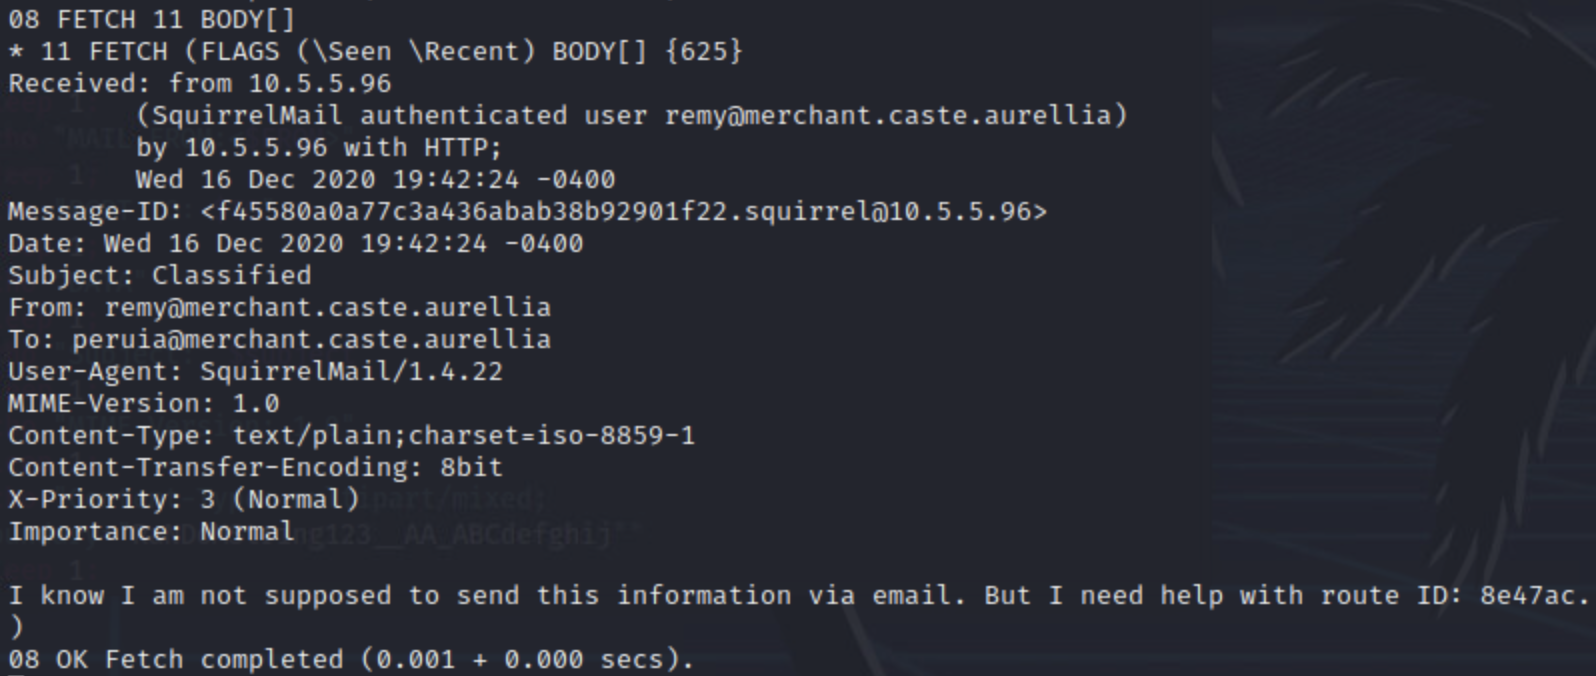 08 FETCH 11 BODY[]
* 11 FETCH (FLAGS (\Seen \Recent) BODY[] {625}
Received: from 10.5.5.96
        (SquirrelMail authenticated user remy@merchant.caste.aurellia)
        by 10.5.5.96 with HTTP;
        Wed 16 Dec 2020 19:42:24 -0400
Message-ID: <f45580a0a77c3a436abab38b92901f22.squirrel@10.5.5.96>
Date: Wed 16 Dec 2020 19:42:24 -0400
Subject: Classified
From: remy@merchant.caste.aurellia
To: peruia@merchant.caste.aurellia
User-Agent: SquirrelMail/1.4.22
MIME-Version: 1.0
Content-Type: text/plain;charset=iso-8859-1
Content-Transfer-Encoding: 8bit
X-Priority: 3 (Normal)
Importance: Normal

I know I am not supposed to send this information via email. But I need help with route ID: 8e47ac.
)
08 OK Fetch completed (0.001 + 0.000 secs).